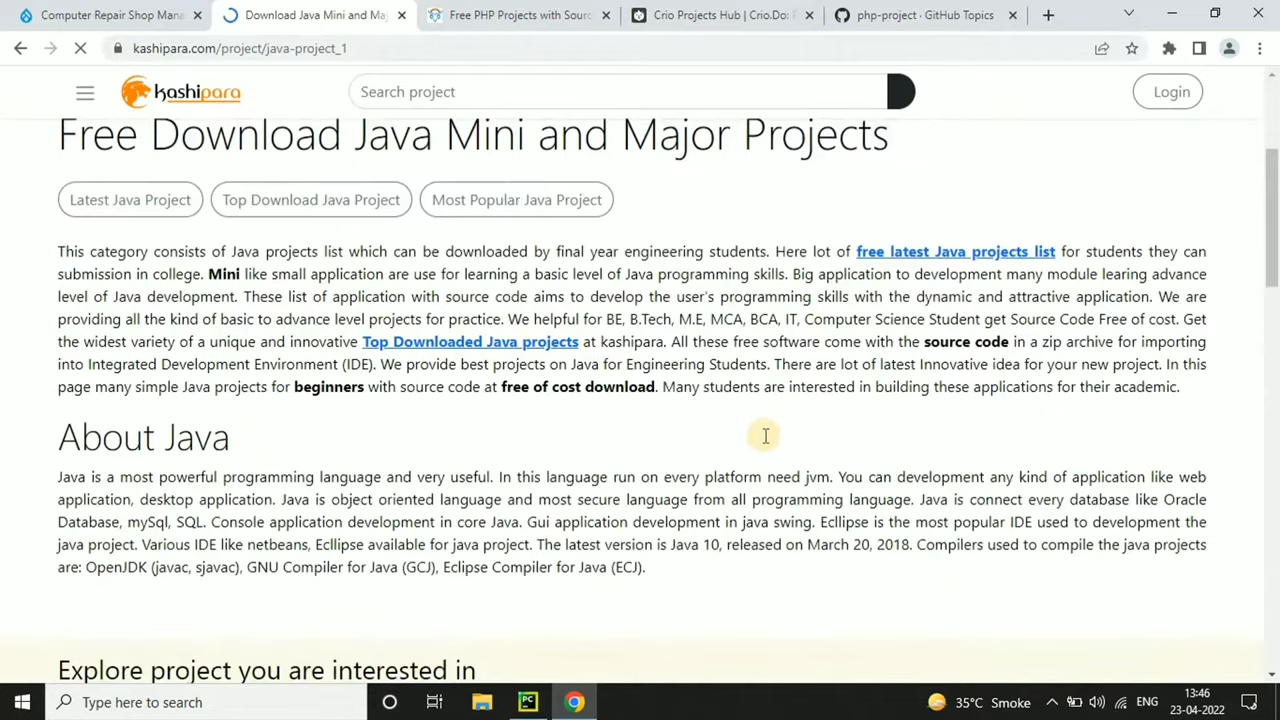 Computer Repair Shop Mana
Download Java Mini and Maj
Free PHP Projects with Sourc
Crio Projects Hub | Crio.Do: P
php-project · GitHub Topics
kashipara.com/project/java-project_1
kashipara
Search project
Login
Free Download Java Mini and Major Projects
Latest Java Project
Top Download Java Project
Most Popular Java Project
This category consists of Java projects list which can be downloaded by final year engineering students. Here lot of free latest Java projects list for students they can
submission in college. Mini like small application are use for learning a basic level of Java programming skills. Big application to development many module learing advance
level of Java development. These list of application with source code aims to develop the user's programming skills with the dynamic and attractive application. We are
providing all the kind of basic to advance level projects for practice. We helpful for BE, B.Tech, M.E, MCA, BCA, IT, Computer Science Student get Source Code Free of cost. Get
the widest variety of a unique and innovative Top Downloaded Java projects at kashipara. All these free software come with the source code in a zip archive for importing
into Integrated Development Environment (IDE). We provide best projects on Java for Engineering Students. There are lot of latest Innovative idea for your new project. In this
page many simple Java projects for beginners with source code at free of cost download. Many students are interested in building these applications for their academic.
About Java
Java is a most powerful programming language and very useful. In this language run on every platform need jvm. You can development any kind of application like web
application, desktop application. Java is object oriented language and most secure language from all programming language. Java is connect every database like Oracle
Database, mySql, SQL. Console application development in core Java. Gui application development in java swing. Ecllipse is the most popular IDE used to development the
java project. Various IDE like netbeans, Ecllipse available for java project. The latest version is Java 10, released on March 20, 2018. Compilers used to compile the java projects
are: OpenJDK (javac, sjavac), GNU Compiler for Java (GCJ), Eclipse Compiler for Java (ECJ).
Explore project you are interested in
Type here to search
PC
35°C Smoke
ENG
13:46
23-04-2022